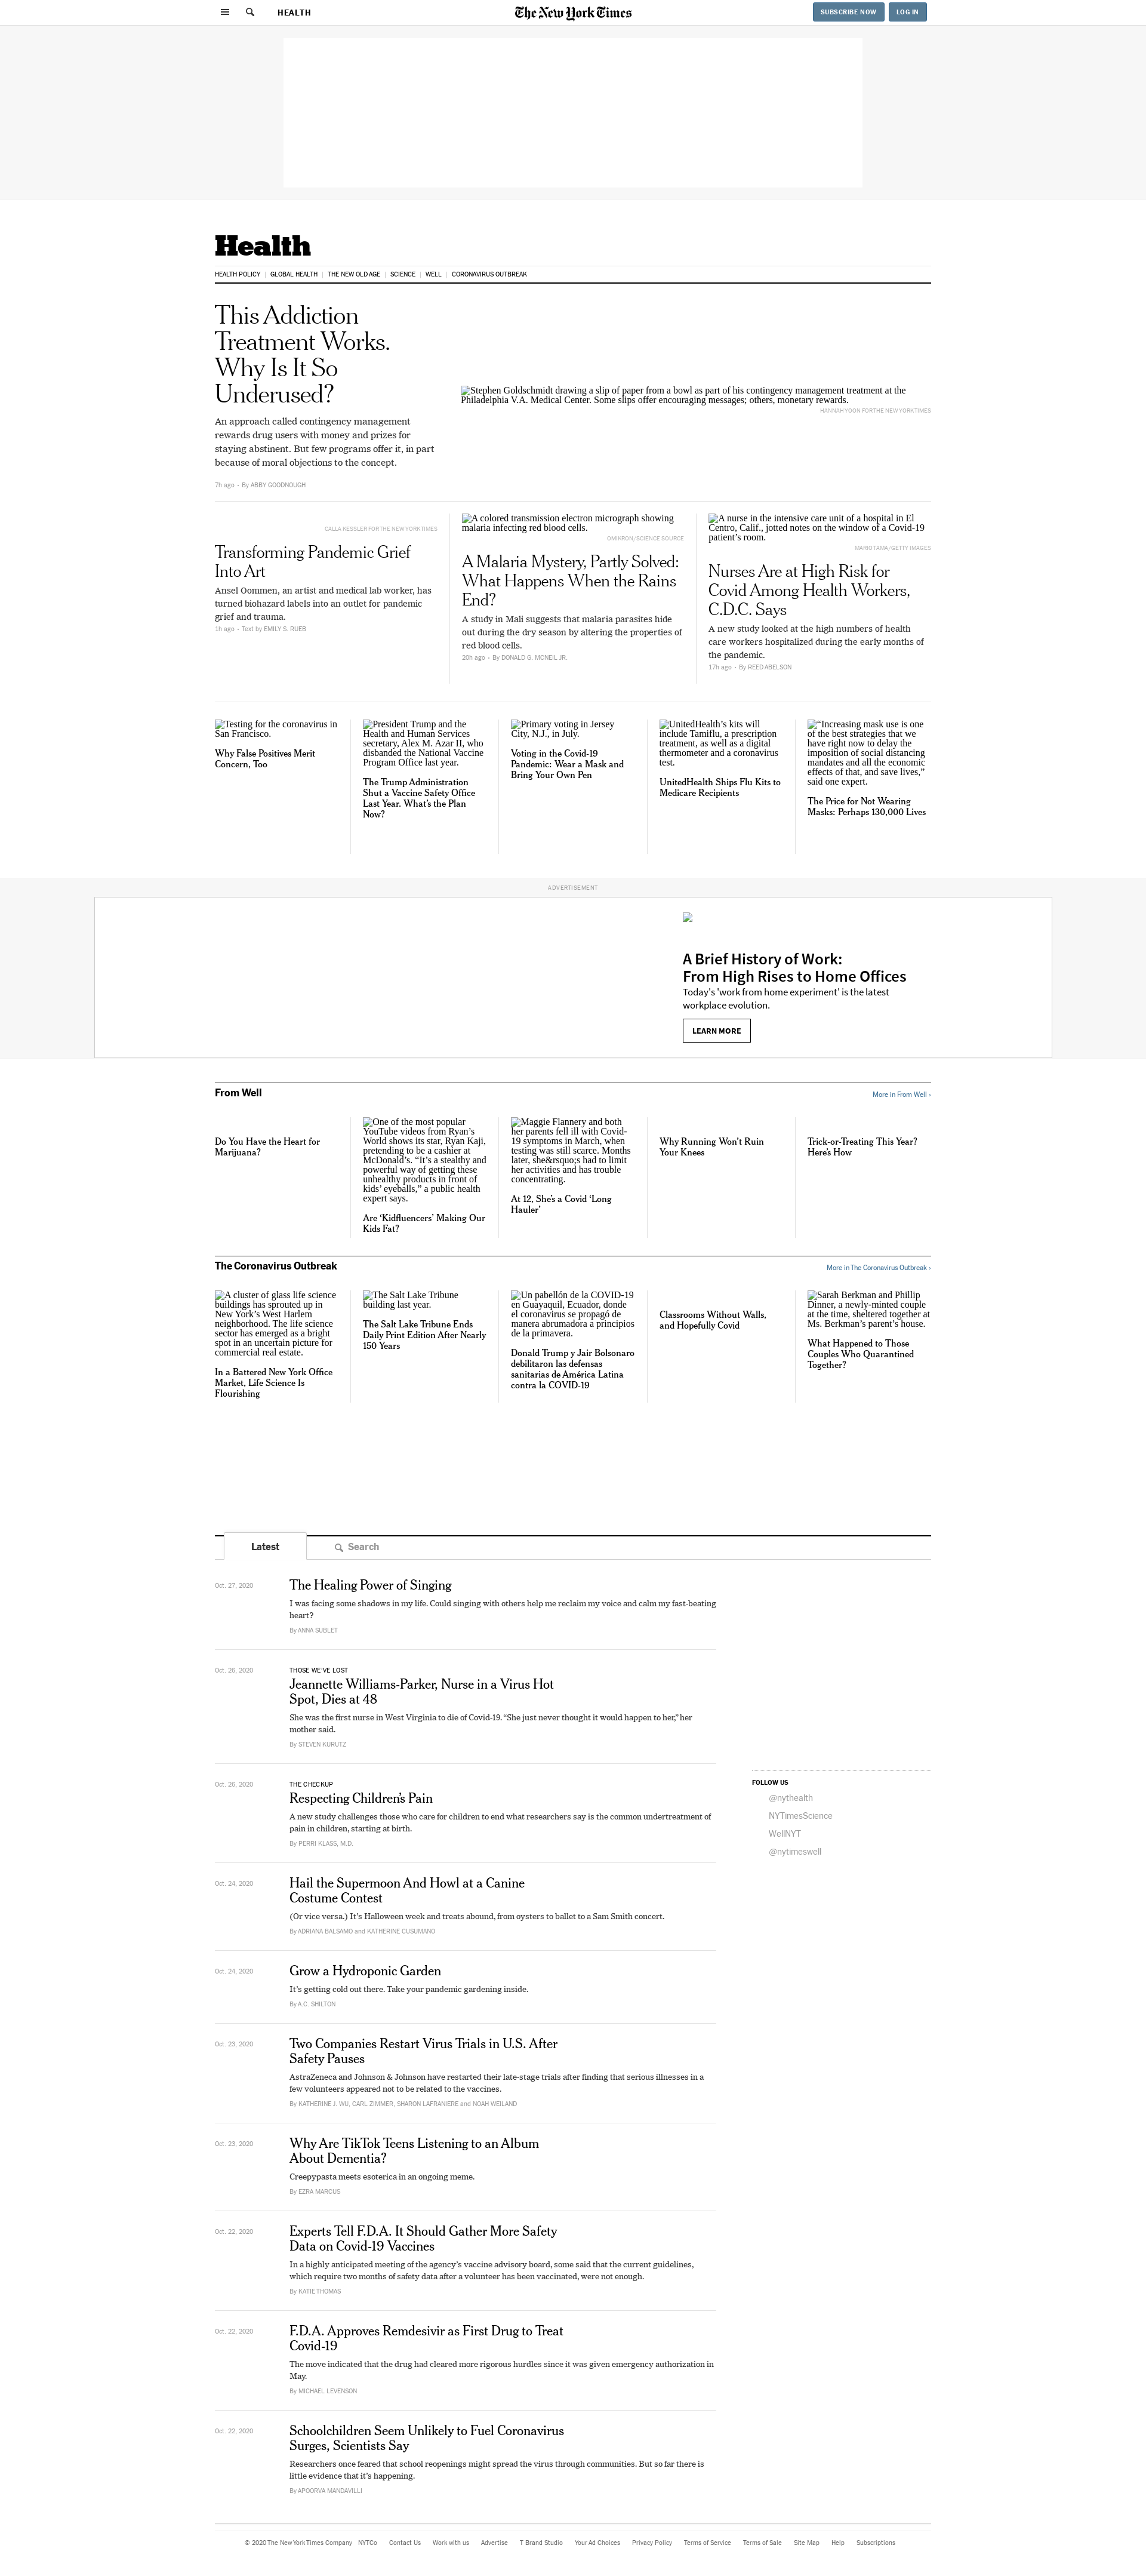 HEALTH
The New York Times
SUBSCRIBE NOW
LOG IN
Health
HEALTH POLICY
GLOBAL HEALTH
THE NEW OLD AGE
SCIENCE
WELL
CORONAVIRUS OUTBREAK
This Addiction
Treatment Works.
Why Is It So
Underused?
An approach called contingency management
rewards drug users with money and prizes for
staying abstinent. But few programs offer it, in part
because of moral objections to the concept.
7h ago - By ABBY GOODNOUGH
Stephen Goldschmidt drawing a slip of paper from a bowl as part of his contingency management treatment at the
Philadelphia V.A. Medical Center. Some slips offer encouraging messages; others, monetary rewards.
HANNAH YOON FOR THE NEW YORK TIMES
CALLA KESSLER FOR THE NEW YORK TIMES
Transforming Pandemic Grief
Into Art
Ansel Oommen, an artist and medical lab worker, has
turned biohazard labels into an outlet for pandemic
grief and trauma.
1h ago - Text by EMILY S. RUEB
A colored transmission electron micrograph showing
malaria infecting red blood cells.
OMIKRON/SCIENCE SOURCE
A Malaria Mystery, Partly Solved:
What Happens When the Rains
End?
A study in Mali suggests that malaria parasites hide
out during the dry season by altering the properties of
red blood cells.
20h ago - By DONALD G. MCNEIL JR.
A nurse in the intensive care unit of a hospital in El
Centro, Calif., jotted notes on the window of a Covid-19
patient's room.
MARIO TAMA/GETTY IMAGES
Nurses Are at High Risk for
Covid Among Health Workers,
C.D.C. Says
A new study looked at the high numbers of health
care workers hospitalized during the early months of
the pandemic.
17h ago - By REED ABELSON
Testing for the coronavirus in
San Francisco.
Why False Positives Merit
Concern, Too
President Trump and the
Health and Human Services
secretary, Alex M. Azar II, who
disbanded the National Vaccine
Program Office last year.
The Trump Administration
Shut a Vaccine Safety Office
Last Year. What's the Plan
Now?
Primary voting in Jersey
City, N.J., in July.
Voting in the Covid-19
Pandemic: Wear a Mask and
Bring Your Own Pen
UnitedHealth's kits will
include Tamiflu, a prescription
treatment, as well as a digital
thermometer and a coronavirus
test.
UnitedHealth Ships Flu Kits to
Medicare Recipients
"Increasing mask use is one
of the best strategies that we
have right now to delay the
imposition of social distancing
mandates and all the economic
effects of that, and save lives,"
said one expert.
The Price for Not Wearing
Masks: Perhaps 130,000 Lives
ADVERTISEMENT
A Brief History of Work:
From High Rises to Home Offices
Today's 'work from home experiment' is the latest
workplace evolution.
LEARN MORE
From Well
More in From Well ›
Do You Have the Heart for
Marijuana?
One of the most popular
YouTube videos from Ryan's
World shows its star, Ryan Kaji,
pretending to be a cashier at
McDonald's. "It's a stealthy and
powerful way of getting these
unhealthy products in front of
kids' eyeballs," a public health
expert says.
Are 'Kidfluencers' Making Our
Kids Fat?
Maggie Flannery and both
her parents fell ill with Covid-
19 symptoms in March, when
testing was still scarce. Months
later, she&rsquo;s had to limit
her activities and has trouble
concentrating.
At 12, She's a Covid 'Long
Hauler'
Why Running Won't Ruin
Your Knees
Trick-or-Treating This Year?
Here's How
The Coronavirus Outbreak
More in The Coronavirus Outbreak ›
A cluster of glass life science
buildings has sprouted up in
New York's West Harlem
neighborhood. The life science
sector has emerged as a bright
spot in an uncertain picture for
commercial real estate.
In a Battered New York Office
Market, Life Science Is
Flourishing
The Salt Lake Tribune
building last year.
The Salt Lake Tribune Ends
Daily Print Edition After Nearly
150 Years
Un pabellón de la COVID-19
en Guayaquil, Ecuador, donde
el coronavirus se propagó de
manera abrumadora a principios
de la primavera.
Donald Trump y Jair Bolsonaro
debilitaron las defensas
sanitarias de América Latina
contra la COVID-19
Classrooms Without Walls,
and Hopefully Covid
Sarah Berkman and Phillip
Dinner, a newly-minted couple
at the time, sheltered together at
Ms. Berkman's parent's house.
What Happened to Those
Couples Who Quarantined
Together?
Latest
Search
Oct. 27, 2020
The Healing Power of Singing
I was facing some shadows in my life. Could singing with others help me reclaim my voice and calm my fast-beating
heart?
By ANNA SUBLET
Oct. 26, 2020
THOSE WE'VE LOST
Jeannette Williams-Parker, Nurse in a Virus Hot
Spot, Dies at 48
She was the first nurse in West Virginia to die of Covid-19. "She just never thought it would happen to her," her
mother said.
By STEVEN KURUTZ
Oct. 26, 2020
THE CHECKUP
Respecting Children's Pain
A new study challenges those who care for children to end what researchers say is the common undertreatment of
pain in children, starting at birth.
By PERRI KLASS, M.D.
FOLLOW US
@nythealth
NYTimesScience
WellNYT
@nytimeswell
Oct. 24, 2020
Hail the Supermoon And Howl at a Canine
Costume Contest
(Or vice versa.) It's Halloween week and treats abound, from oysters to ballet to a Sam Smith concert.
By ADRIANA BALSAMO and KATHERINE CUSUMANO
Oct. 24, 2020
Grow a Hydroponic Garden
It's getting cold out there. Take your pandemic gardening inside.
By A.C. SHILTON
Oct. 23, 2020
Two Companies Restart Virus Trials in U.S. After
Safety Pauses
AstraZeneca and Johnson & Johnson have restarted their late-stage trials after finding that serious illnesses in a
few volunteers appeared not to be related to the vaccines.
By KATHERINE J. WU, CARL ZIMMER, SHARON LAFRANIERE and NOAH WEILAND
Oct. 23, 2020
Why Are TikTok Teens Listening to an Album
About Dementia?
Creepypasta meets esoterica in an ongoing meme.
By EZRA MARCUS
Oct. 22, 2020
Experts Tell F.D.A. It Should Gather More Safety
Data on Covid-19 Vaccines
In a highly anticipated meeting of the agency's vaccine advisory board, some said that the current guidelines,
which require two months of safety data after a volunteer has been vaccinated, were not enough.
By KATIE THOMAS
Oct. 22, 2020
F.D.A. Approves Remdesivir as First Drug to Treat
Covid-19
The move indicated that the drug had cleared more rigorous hurdles since it was given emergency authorization in
May.
By MICHAEL LEVENSON
Oct. 22, 2020
Schoolchildren Seem Unlikely to Fuel Coronavirus
Surges, Scientists Say
Researchers once feared that school reopenings might spread the virus through communities. But so far there is
little evidence that it's happening.
By APOORVA MANDAVILLI
© 2020 The New York Times Company NYTCo Contact Us Work with us Advertise T Brand Studio Your Ad Choices Privacy Policy Terms of Service Terms of Sale Site Map Help Subscriptions